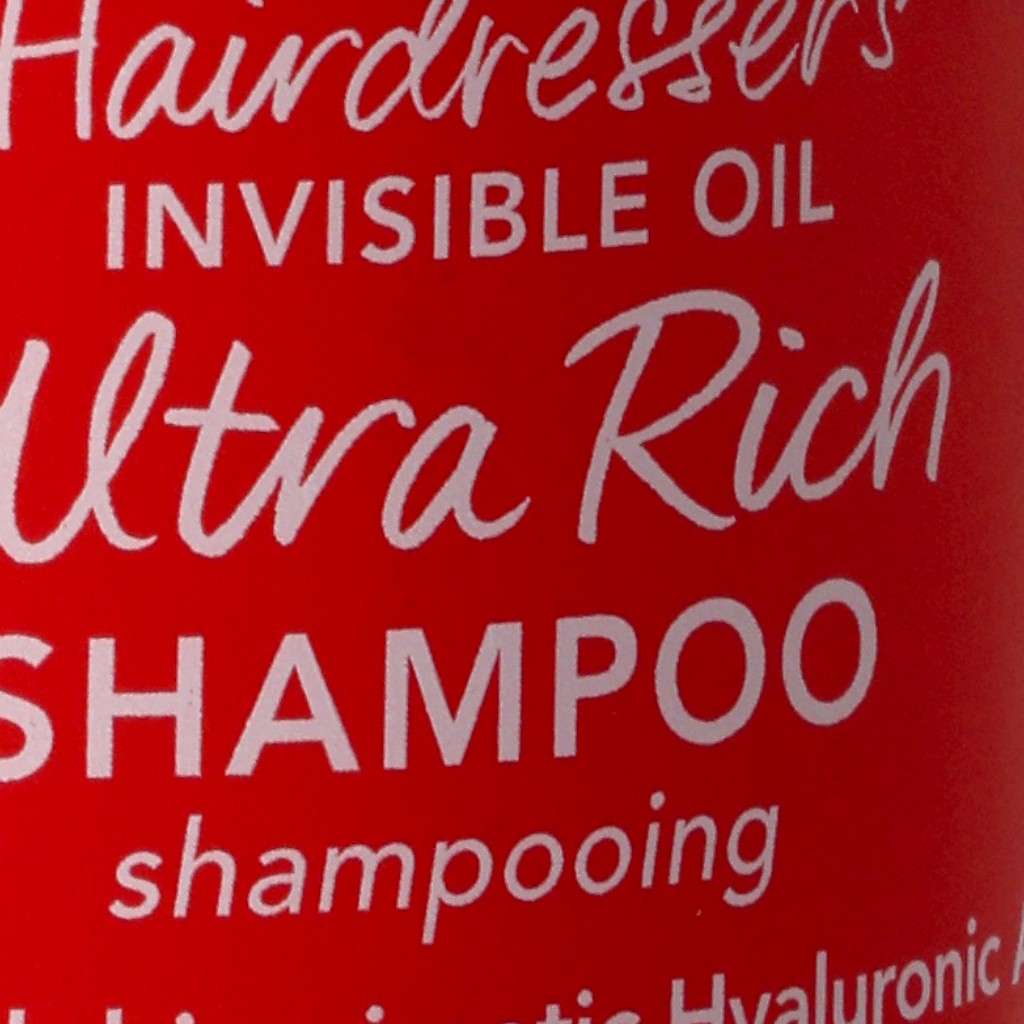 Hairdressers
INVISIBLE OIL
Ultra Rich
SHAMPOO
shampooing
Hyaluronic